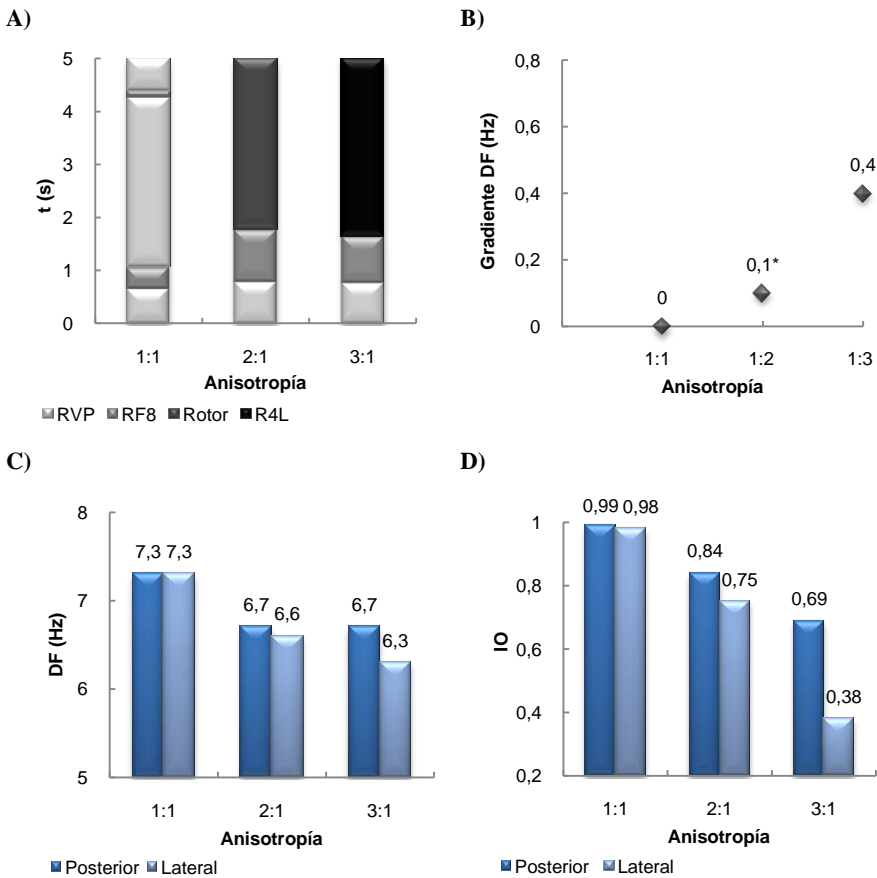 A)
5
4
3
2
1
0
t (s)
1:1 2:1 3:1
Anisotropía
RVP RF8 Rotor R4L
B)
0,8
0,6
0,4
0,2
0
Gradiente DF (Hz)
0
0,1*
0,4
1:1 1:2 1:3
Anisotropía
C)
8
7
6
5
DF (Hz)
7,3 7,3
6,7 6,6
6,7 6,3
1:1 2:1 3:1
Anisotropía
Posterior Lateral
D)
1
0,8
0,6
0,4
0,2
IO
0,99 0,98
0,84 0,75
0,69 0,38
1:1 2:1 3:1
Anisotropía
Posterior Lateral